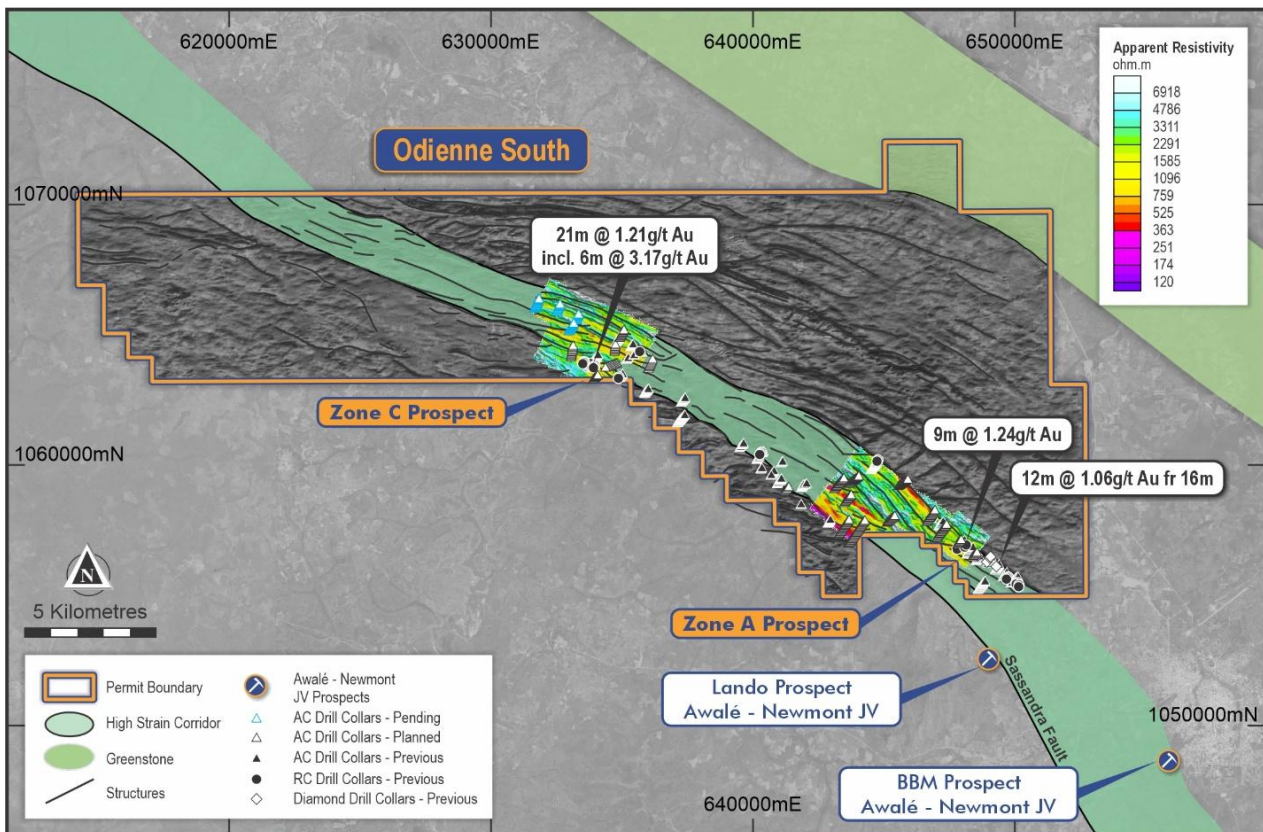 620000mE
630000mE
640000mE
650000mE
Apparent Resistivity
ohm.m
6918
4786
3311
2291
1585
1096
759
525
363
251
174
120
Odienne South
1070000mN
21m @ 1.21g/t Au
incl. 6m @ 3.17g/t Au
Zone C Prospect
9m @ 1.24g/t Au
1060000mN
12m @ 1.06g/t Au fr 16m
N
5 Kilometres
Zone A Prospect
Lando Prospect
Awalé - Newmont JV
Sassandra Fault
1050000mN
BBM Prospect
Awalé - Newmont JV
640000mE
Permit Boundary
High Strain Corridor
Greenstone
Structures
Awalé - Newmont
JV Prospects
AC Drill Collars - Pending
AC Drill Collars - Planned
AC Drill Collars - Previous
RC Drill Collars - Previous
Diamond Drill Collars - Previous